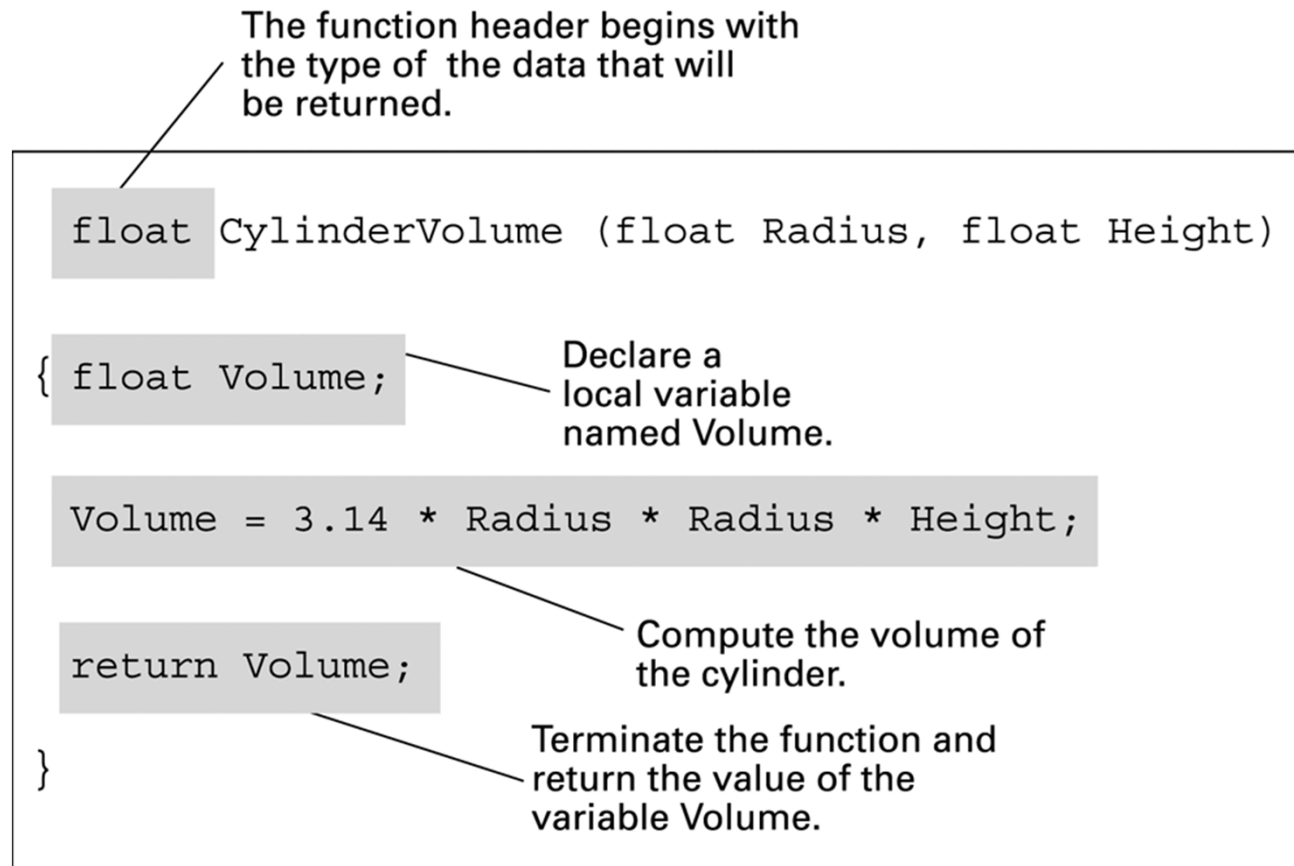 The function header begins with
the type of the data that will
be returned.
float CylinderVolume (float Radius, float Height)
{ float Volume;
Declare a
local variable
named Volume.
Volume = 3.14 * Radius * Radius * Height;
Compute the volume of
the cylinder.
return Volume;
Terminate the function and
return the value of the
variable Volume.
}